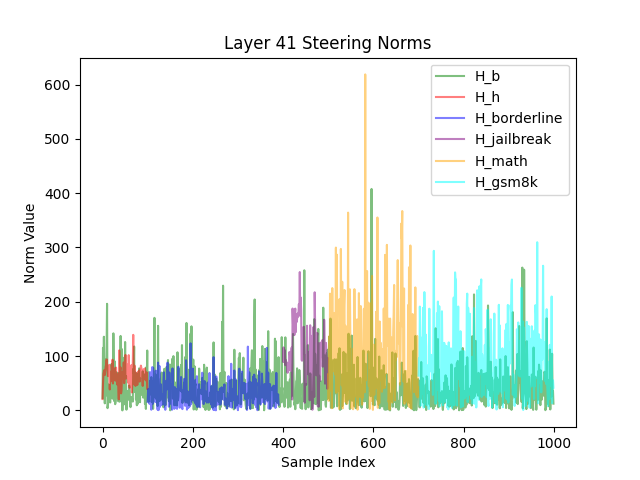 Layer 41 Steering Norms
H_b
H_h
H_borderline
H_jailbreak
H_math
H_gsm8k
Norm Value
600
500
400
300
200
100
0
0 200 400 600 800 1000
Sample Index